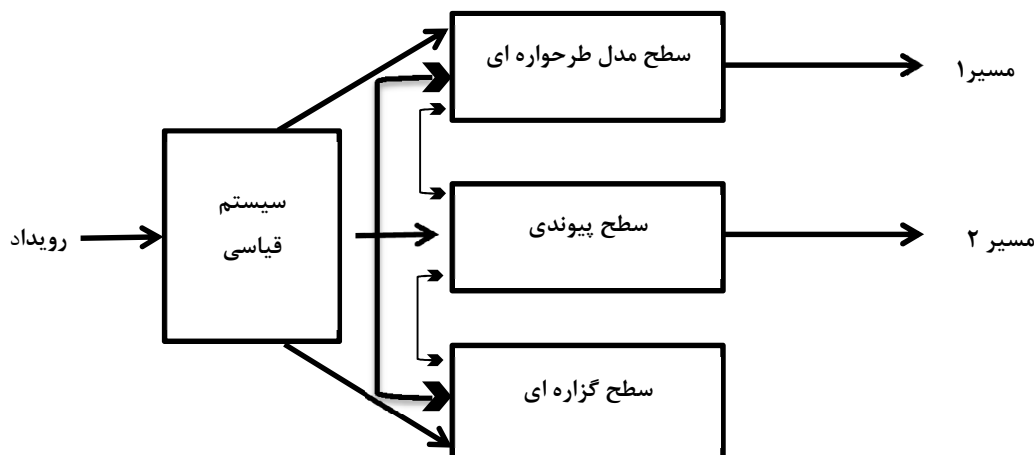 سطح مدل طرحواره ای
مسیر۱
سیستم
قیاسی
رویداد
سطح پیوندی
مسیر ۲
سطح گزاره ای